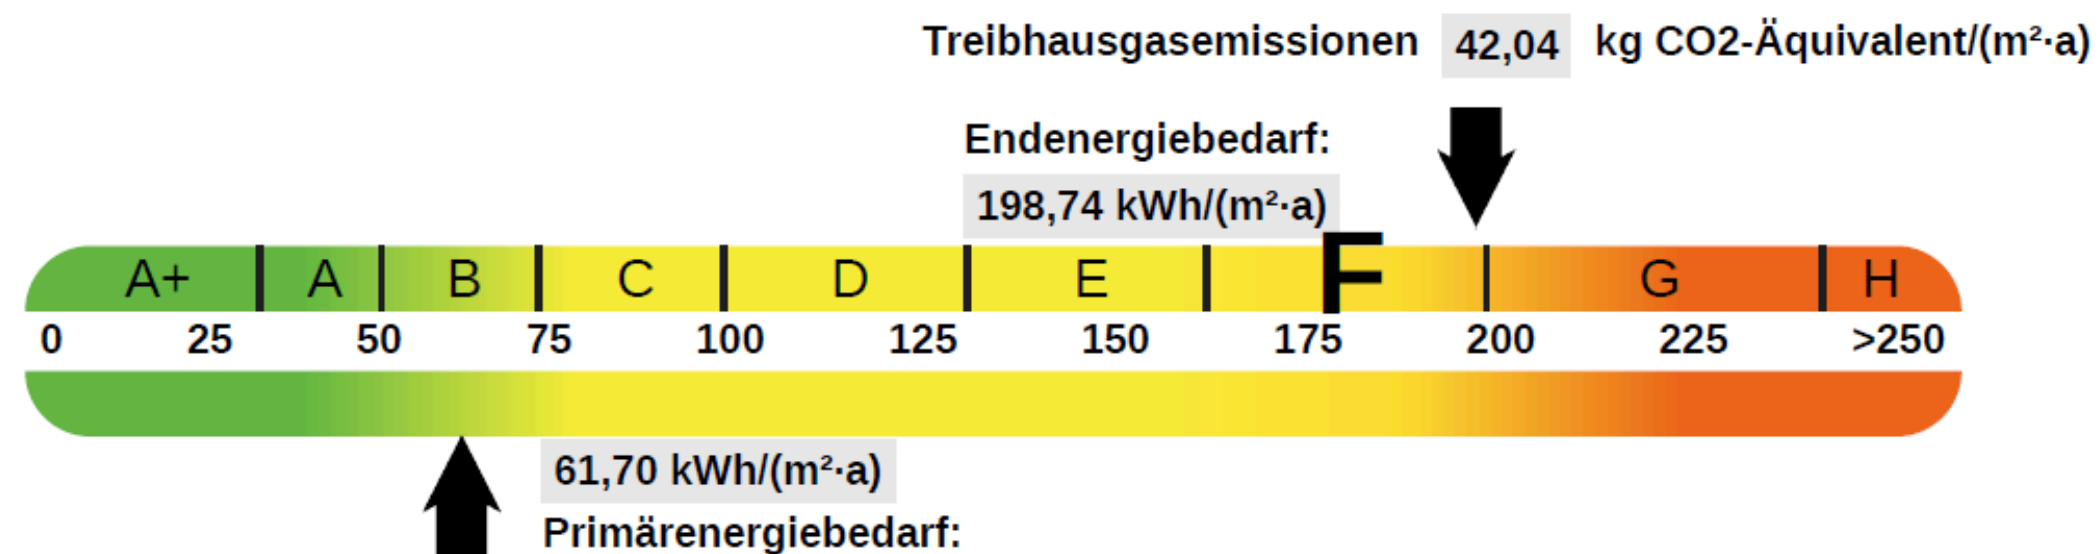 Treibhausgasemissionen 42,04 kg CO2-Äquivalent/(m²·a)
Endenergiebedarf:
198,74 kWh/(m²·a)
A+ A B C D E F G H
0 25 50 75 100 125 150 175 200 225 >250
61,70 kWh/(m²·a)
Primärenergiebedarf: